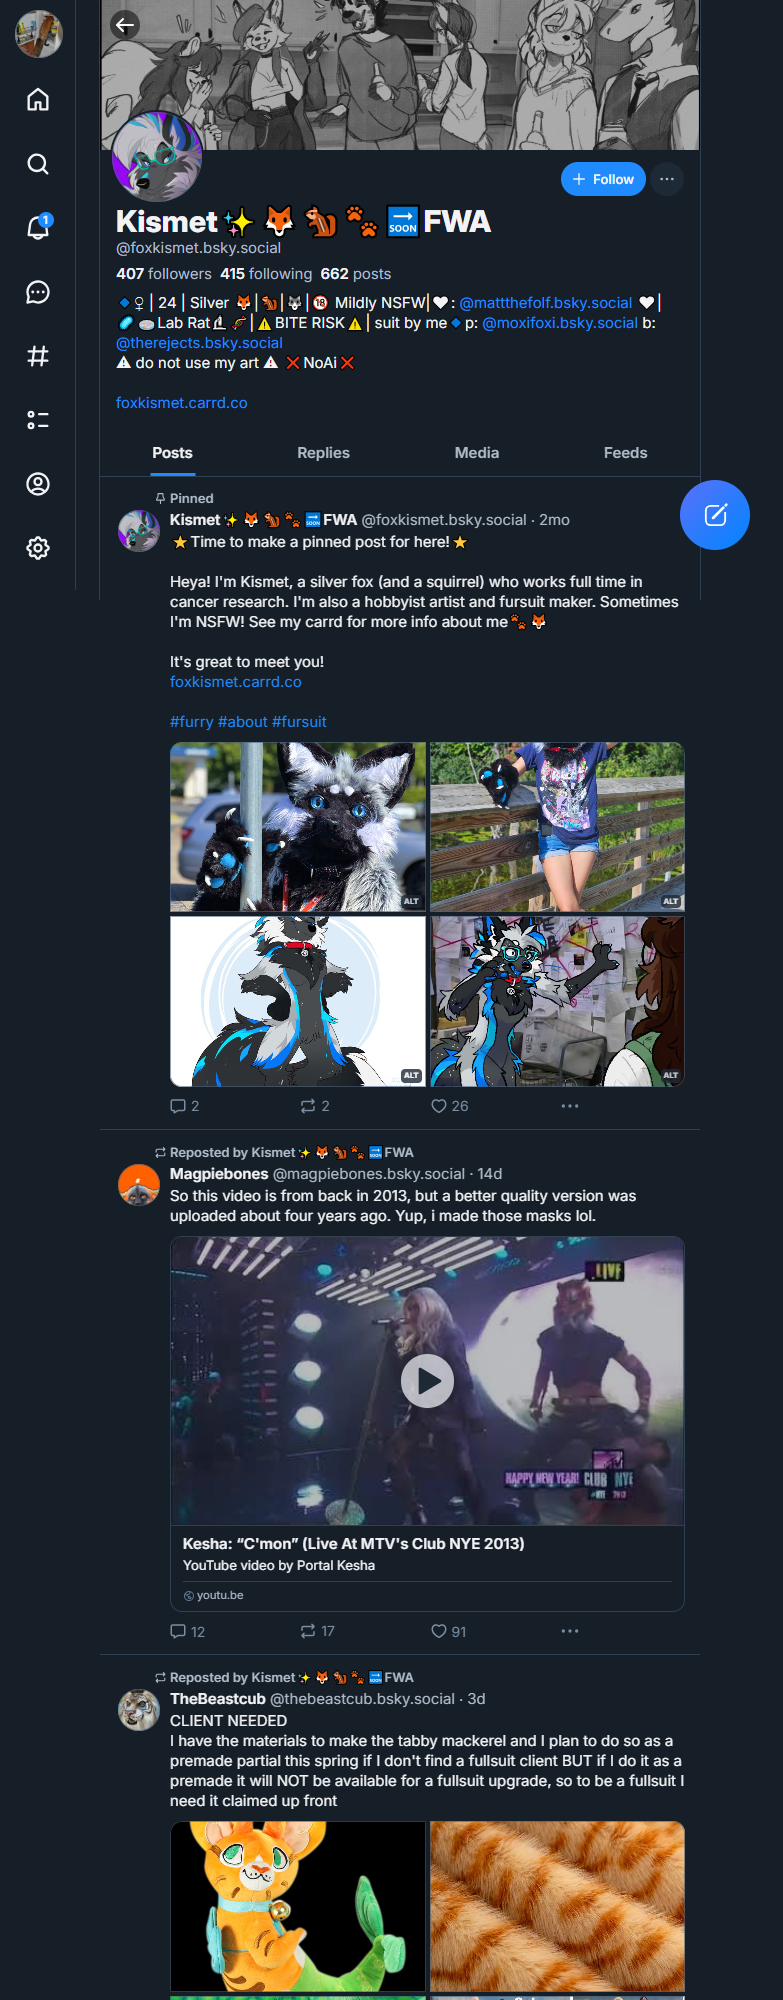 1
Follow
Kismet✨🦊🐿️🐾🔜FWA
@foxkismet.bsky.social
407 followers 415 following 662 posts
🔹♀️| 24 | Silver 🦊|🐿️|🐺|🔞 Mildly NSFW|🤍: @mattthefolf.bsky.social 🤍|
🧪🧫Lab Rat🔬🧬|⚠️BITE RISK⚠️| suit by me🔹p: @moxifoxi.bsky.social b:
@therejects.bsky.social
⚠ do not use my art ⚠ ❌NoAi❌
foxkismet.carrd.co
Posts Replies Media Feeds
Pinned
Kismet✨🦊🐿️🐾🔜FWA @foxkismet.bsky.social · 2mo
⭐Time to make a pinned post for here!⭐
Heya! I'm Kismet, a silver fox (and a squirrel) who works full time in
cancer research. I'm also a hobbyist artist and fursuit maker. Sometimes
I'm NSFW! See my carrd for more info about me🐾🦊
It's great to meet you!
foxkismet.carrd.co
#furry #about #fursuit
ALT
ALT
ALT
ALT
2 2 26
Reposted by Kismet✨🦊🐿️🐾🔜FWA
Magpiebones @magpiebones.bsky.social · 14d
So this video is from back in 2013, but a better quality version was
uploaded about four years ago. Yup, i made those masks lol.
LIVE
HAPPY NEW YEAR! CLUB NYE
Kesha: “C'mon” (Live At MTV's Club NYE 2013)
YouTube video by Portal Kesha
youtu.be
12 17 91
Reposted by Kismet✨🦊🐿️🐾🔜FWA
TheBeastcub @thebeastcub.bsky.social · 3d
CLIENT NEEDED
I have the materials to make the tabby mackerel and I plan to do so as a
premade partial this spring if I don't find a fullsuit client BUT if I do it as a
premade it will NOT be available for a fullsuit upgrade, so to be a fullsuit I
need it claimed up front